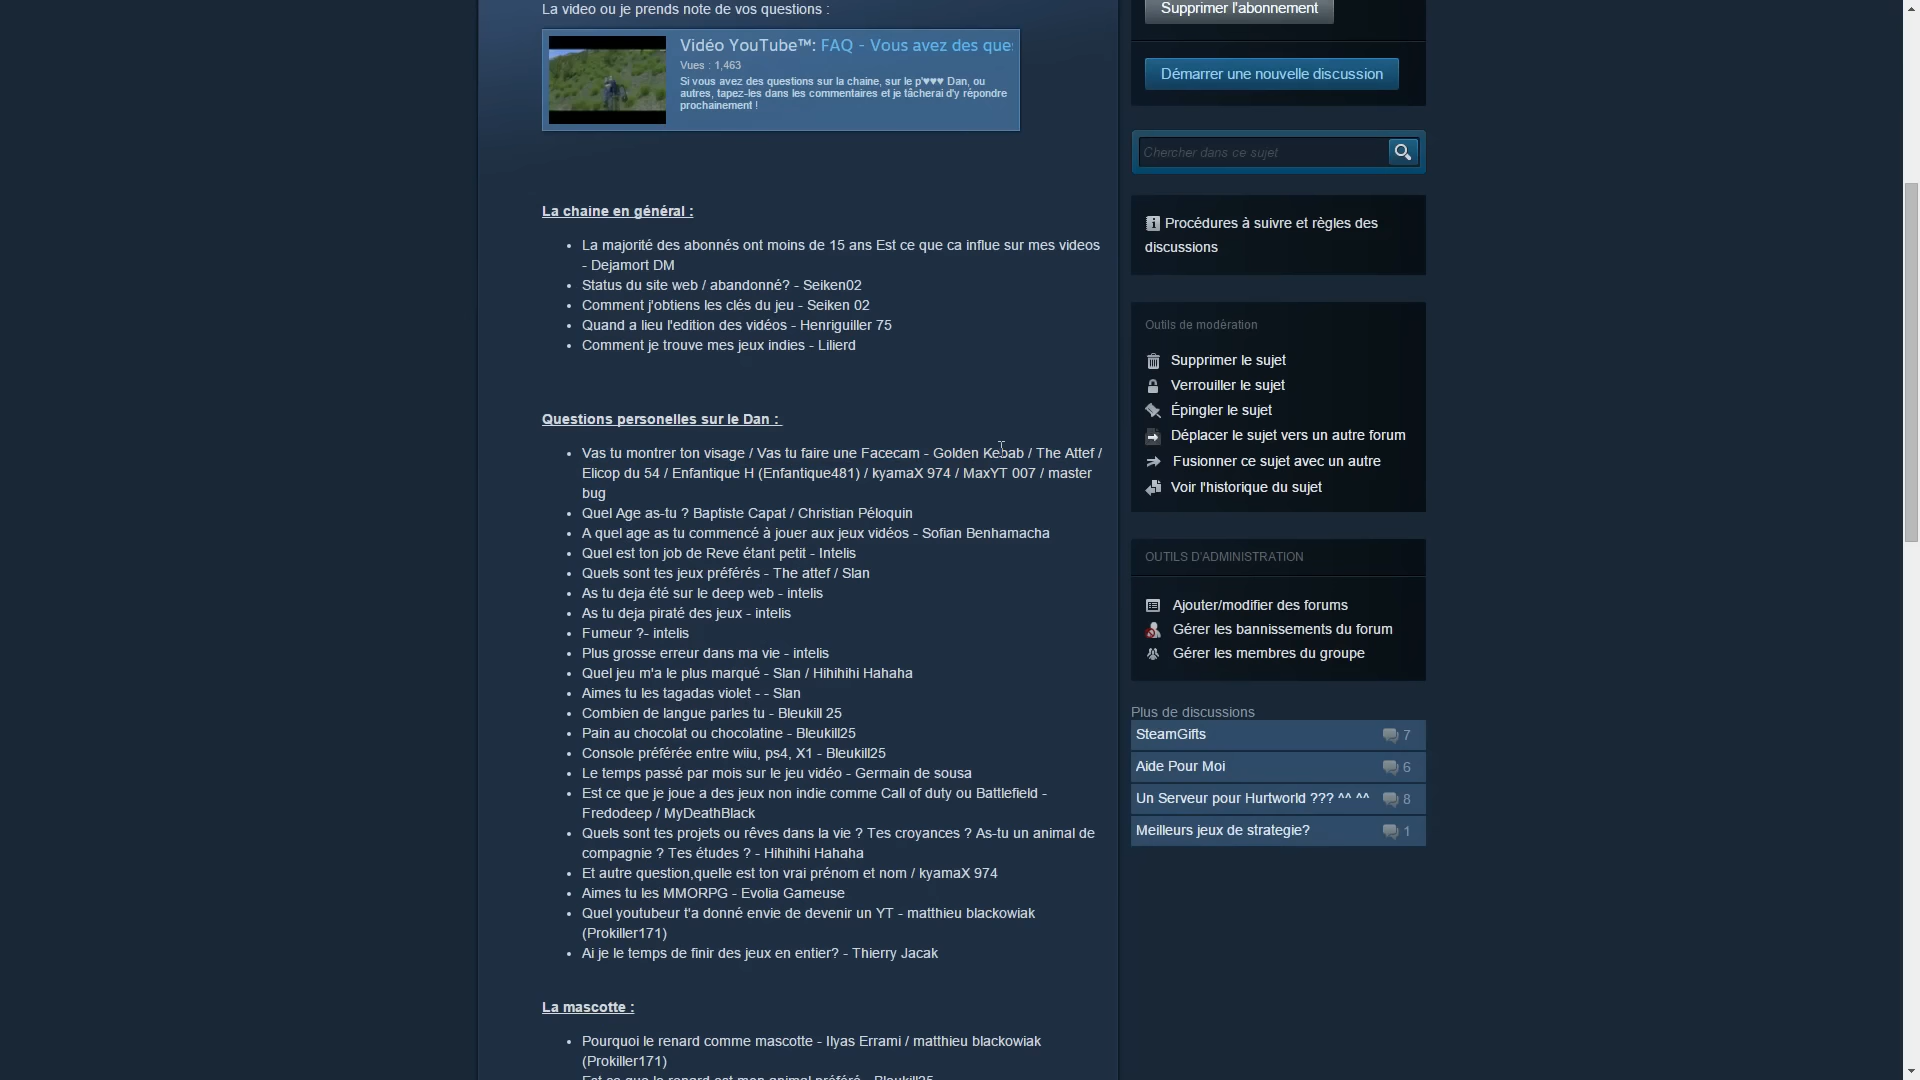 La video ou je prends note de vos questions :
Vidéo YouTube™: FAQ - Vous avez des ques
Vues : 1,463
Si vous avez des questions sur la chaine, sur le p'♥♥♥ Dan, ou
autres, tapez-les dans les commentaires et je tâcherai d'y répondre
prochainement !
La chaine en général :
La majorité des abonnés ont moins de 15 ans Est ce que ca influe sur mes videos
- Dejamort DM
Status du site web / abandonné? - Seiken02
Comment j'obtiens les clés du jeu - Seiken 02
Quand a lieu l'edition des vidéos - Henriguiller 75
Comment je trouve mes jeux indies - Lilierd
Questions personelles sur le Dan :
Vas tu montrer ton visage / Vas tu faire une Facecam - Golden Kebab / The Attef /
Elicop du 54 / Enfantique H (Enfantique481) / kyamaX 974 / MaxYT 007 / master
bug
Quel Age as-tu ? Baptiste Capat / Christian Péloquin
A quel age as tu commencé à jouer aux jeux vidéos - Sofian Benhamacha
Quel est ton job de Reve étant petit - Intelis
Quels sont tes jeux préférés - The attef / Slan
As tu deja été sur le deep web - intelis
As tu deja piraté des jeux - intelis
Fumeur ?- intelis
Plus grosse erreur dans ma vie - intelis
Quel jeu m'a le plus marqué - Slan / Hihihihi Hahaha
Aimes tu les tagadas violet - - Slan
Combien de langue parles tu - Bleukill 25
Pain au chocolat ou chocolatine - Bleukill25
Console préférée entre wiiu, ps4, X1 - Bleukill25
Le temps passé par mois sur le jeu vidéo - Germain de sousa
Est ce que je joue a des jeux non indie comme Call of duty ou Battlefield -
Fredodeep / MyDeathBlack
Quels sont tes projets ou rêves dans la vie ? Tes croyances ? As-tu un animal de
compagnie ? Tes études ? - Hihihihi Hahaha
Et autre question,quelle est ton vrai prénom et nom / kyamaX 974
Aimes tu les MMORPG - Evolia Gameuse
Quel youtubeur t'a donné envie de devenir un YT - matthieu blackowiak
(Prokiller171)
Ai je le temps de finir des jeux en entier? - Thierry Jacak
La mascotte :
Pourquoi le renard comme mascotte - Ilyas Errami / matthieu blackowiak
(Prokiller171)
Est ce que le renard est mon animal préféré - Bleukill25
Supprimer l'abonnement
Démarrer une nouvelle discussion
Chercher dans ce sujet
Procédures à suivre et règles des
discussions
Outils de modération
Supprimer le sujet
Verrouiller le sujet
Épingler le sujet
Déplacer le sujet vers un autre forum
Fusionner ce sujet avec un autre
Voir l'historique du sujet
OUTILS D'ADMINISTRATION
Ajouter/modifier des forums
Gérer les bannissements du forum
Gérer les membres du groupe
Plus de discussions
SteamGifts 7
Aide Pour Moi 6
Un Serveur pour Hurtworld ??? ^^ ^^ 8
Meilleurs jeux de strategie? 1